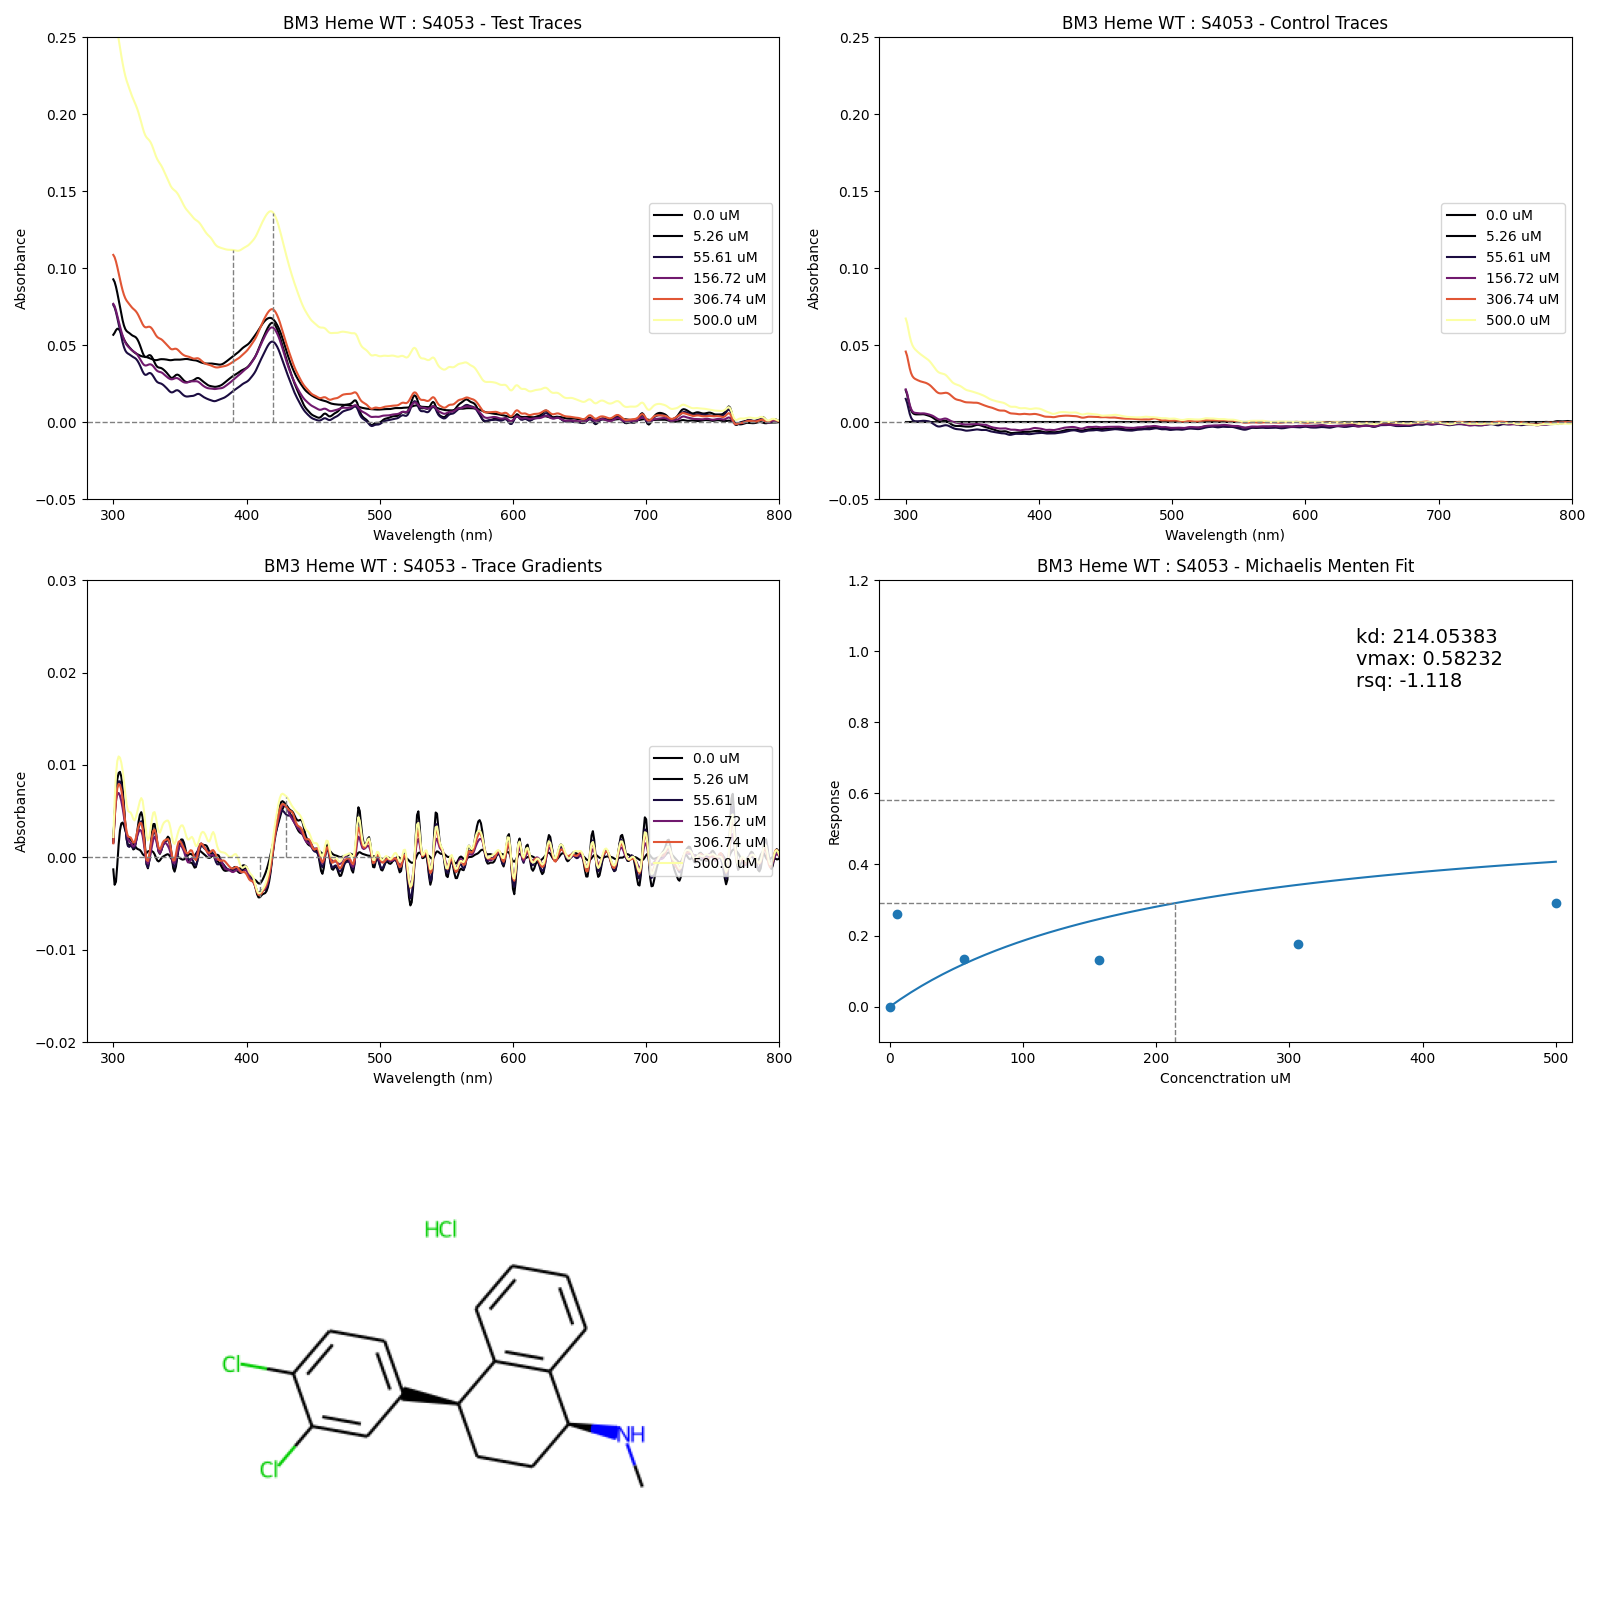 BM3 Heme WT : S4053 - Test Traces
0.25
0.20
0.15
0.10
0.05
0.00
−0.05
Absorbance
300
400
500
600
700
800
Wavelength (nm)
0.0 uM
5.26 uM
55.61 uM
156.72 uM
306.74 uM
500.0 uM
BM3 Heme WT : S4053 - Control Traces
0.25
0.20
0.15
0.10
0.05
0.00
−0.05
Absorbance
300
400
500
600
700
800
Wavelength (nm)
0.0 uM
5.26 uM
55.61 uM
156.72 uM
306.74 uM
500.0 uM
BM3 Heme WT : S4053 - Trace Gradients
0.03
0.02
0.01
0.00
−0.01
−0.02
Absorbance
300
400
500
600
700
800
Wavelength (nm)
0.0 uM
5.26 uM
55.61 uM
156.72 uM
306.74 uM
500.0 uM
BM3 Heme WT : S4053 - Michaelis Menten Fit
1.2
1.0
0.8
0.6
0.4
0.2
0.0
Response
kd: 214.05383
vmax: 0.58232
rsq: -1.118
0
100
200
300
400
500
Concenctration uM
HCl
Cl
Cl
NH